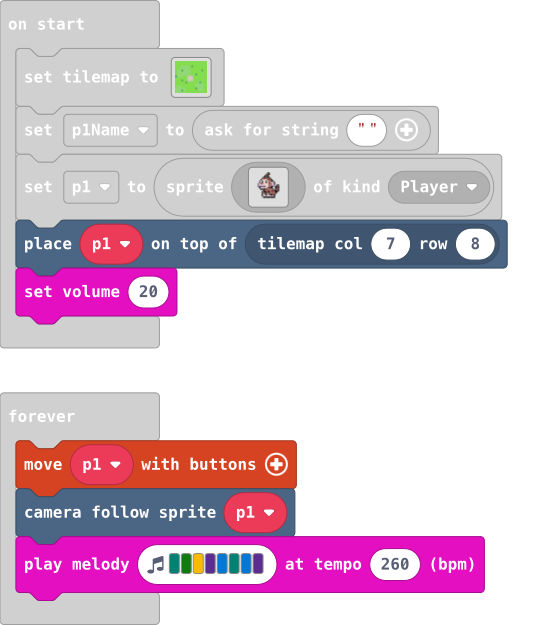 on start
set tilemap to
set p1Name to ask for string " "
set p1 to sprite of kind Player
place p1 on top of tilemap col 7 row 8
set volume 20
forever
move p1 with buttons
camera follow sprite p1
play melody at tempo 260 (bpm)